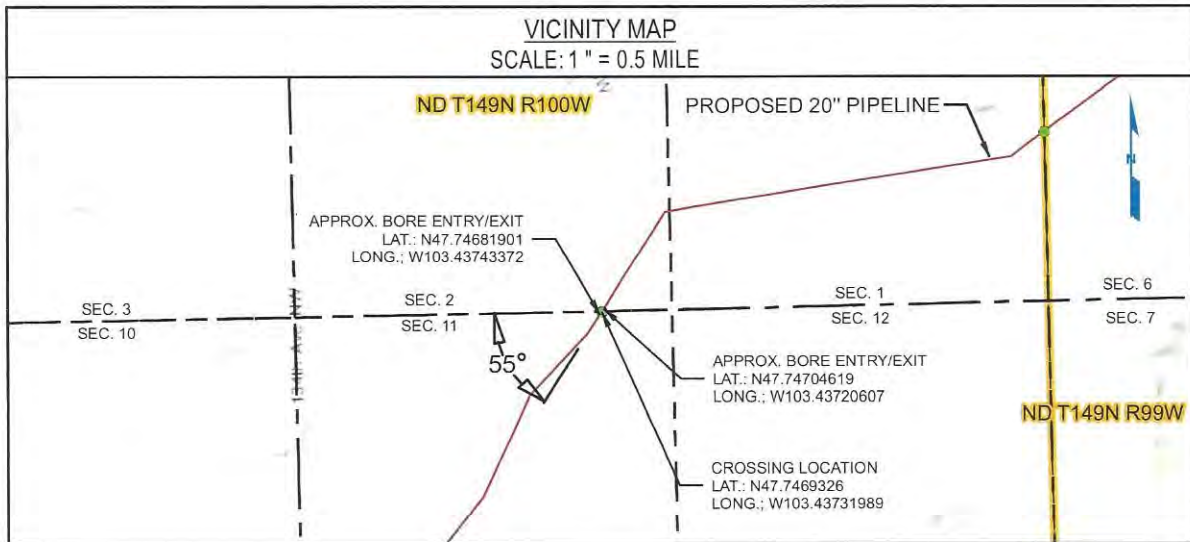 VICINITY MAP
SCALE: 1 " = 0.5 MILE
ND T149N R100W
PROPOSED 20" PIPELINE
N
APPROX. BORE ENTRY/EXIT
LAT.: N47.74681901
LONG.; W103.43743372
SEC. 3
SEC. 2
SEC. 1
SEC. 6
SEC. 10
SEC. 11
SEC. 12
SEC. 7
55°
APPROX. BORE ENTRY/EXIT
LAT.: N47.74704619
LONG.; W103.43720607
ND T149N R99W
CROSSING LOCATION
LAT.: N47.7469326
LONG.; W103.43731989